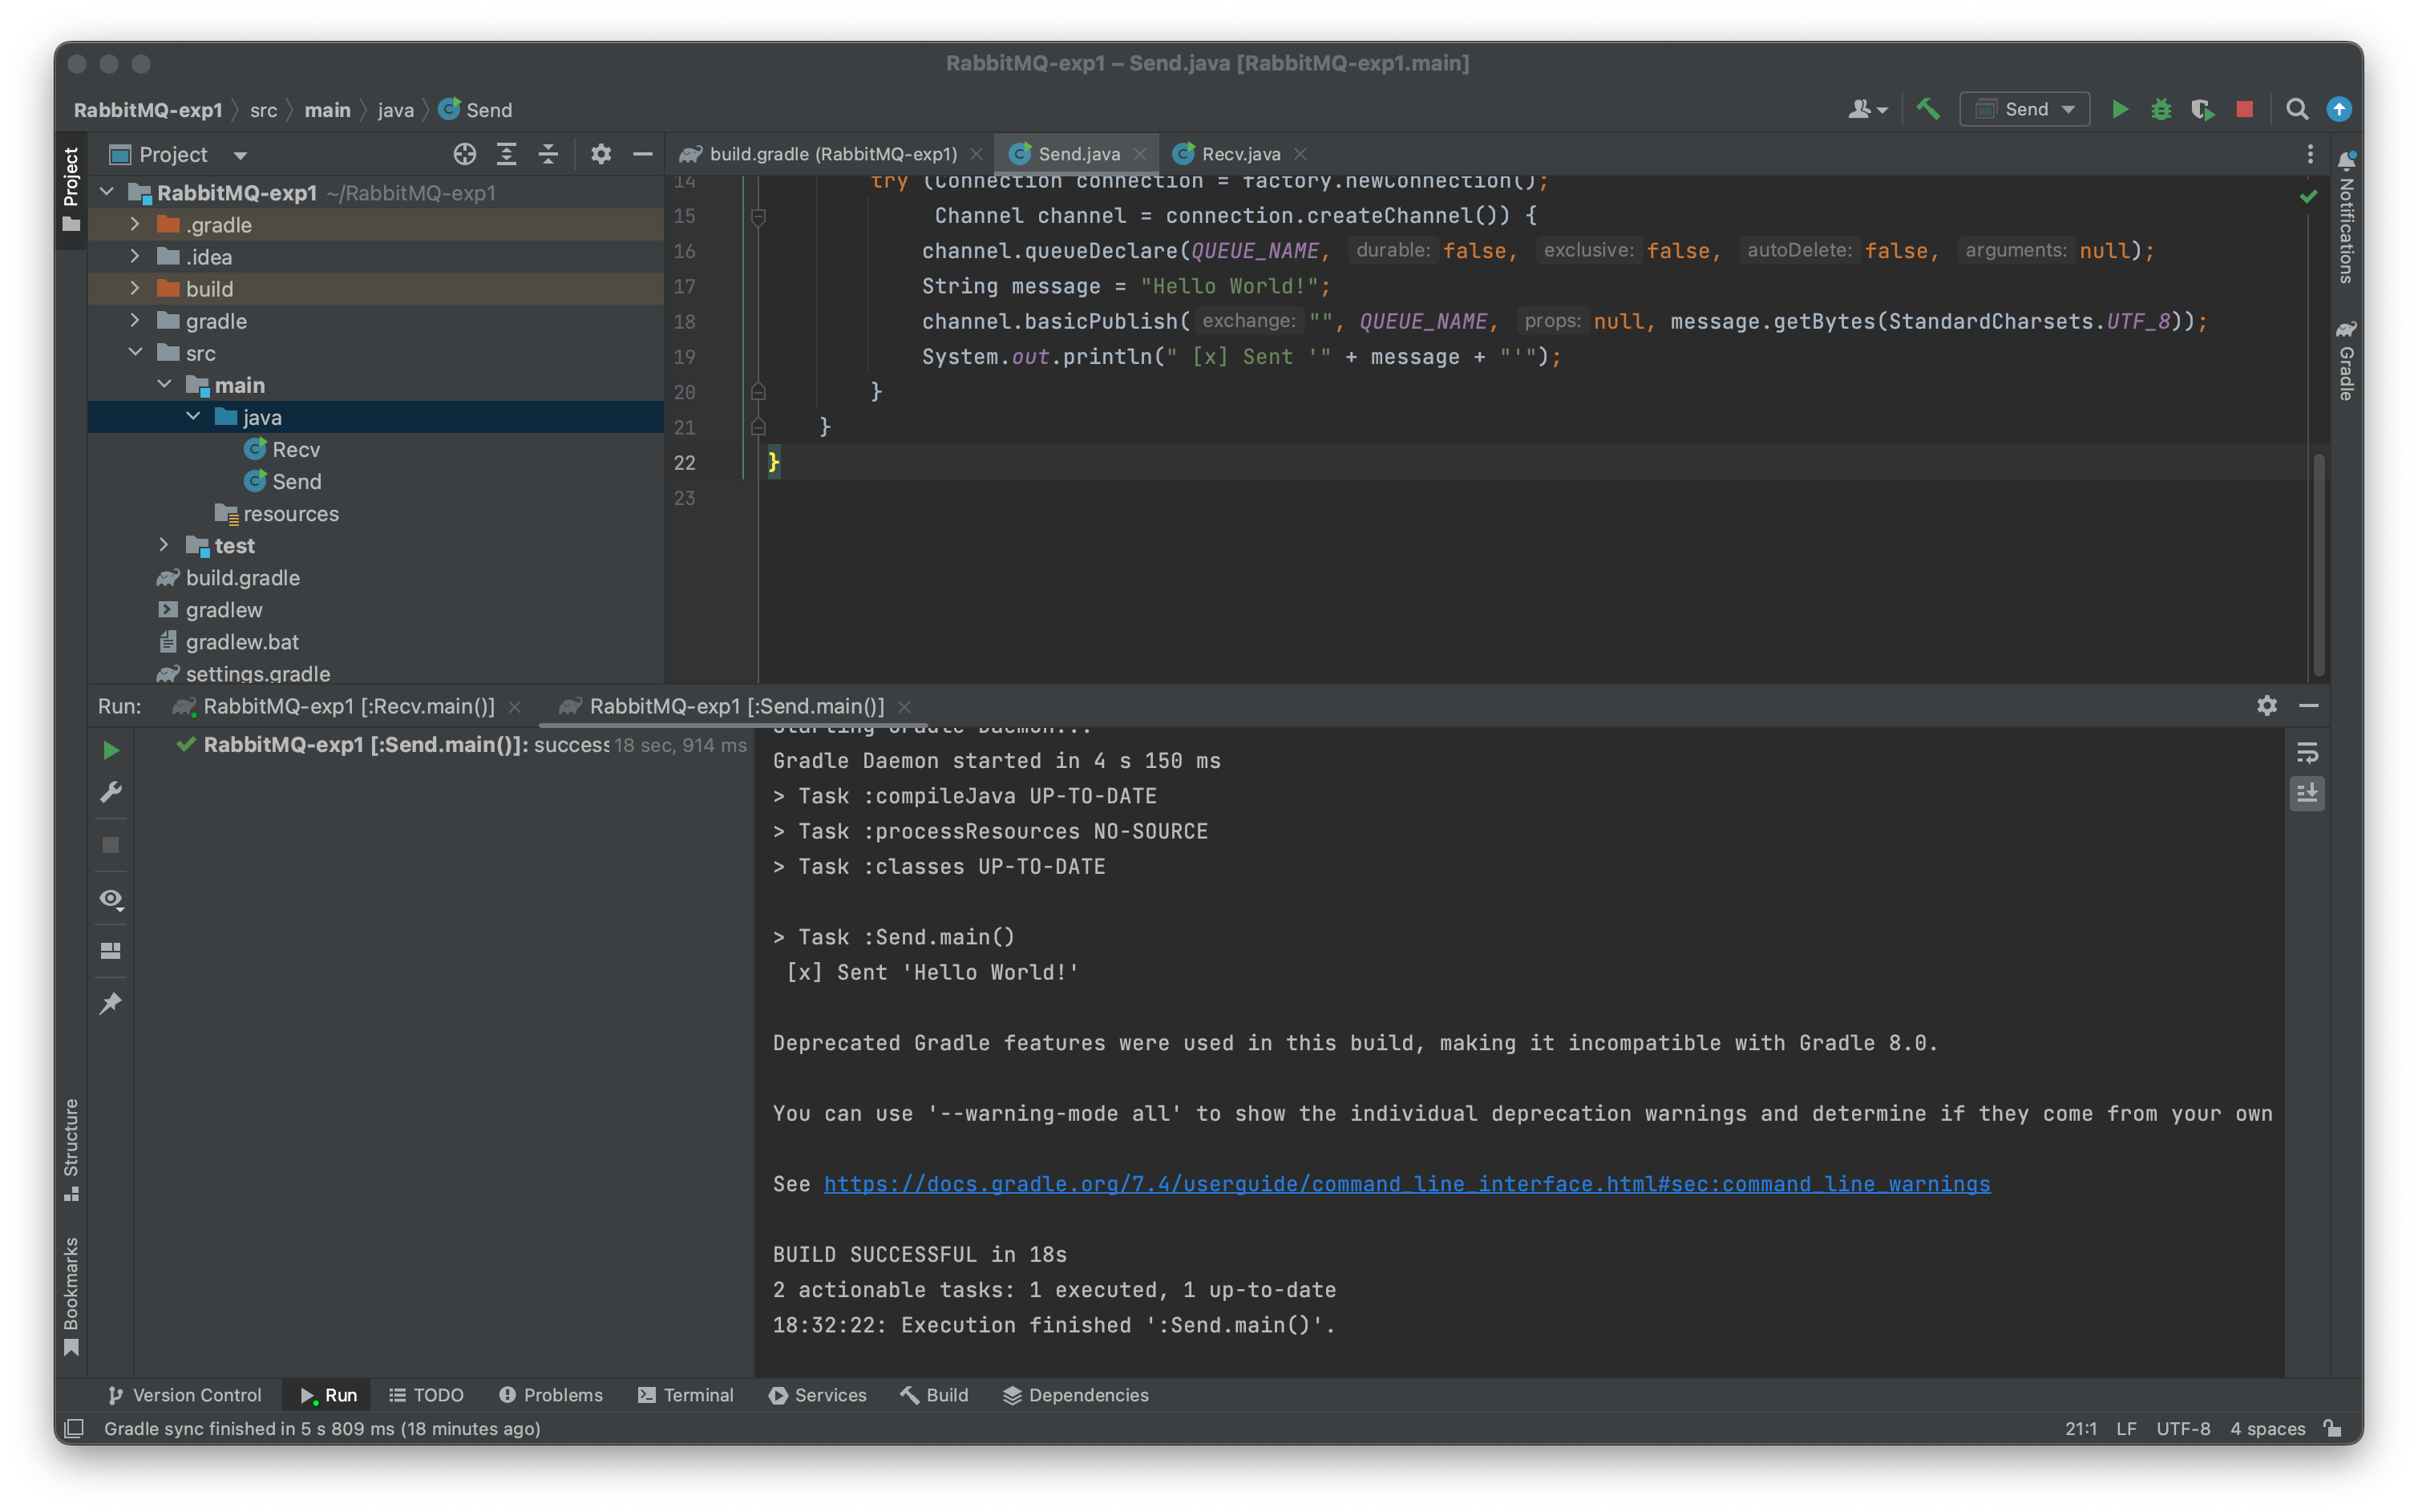 RabbitMQ-exp1 – Send.java [RabbitMQ-exp1.main]
RabbitMQ-exp1 src main java Send
Send
Project
Project
build.gradle (RabbitMQ-exp1) Send.java Recv.java
Notifications
Gradle
RabbitMQ-exp1 ~/RabbitMQ-exp1
.gradle
.idea
build
gradle
src
main
java
Recv
Send
resources
test
build.gradle
gradlew
gradlew.bat
settings.gradle
14 try (Connection connection = factory.newConnection();
15 Channel channel = connection.createChannel()) {
16 channel.queueDeclare(QUEUE_NAME, durable: false, exclusive: false, autoDelete: false, arguments: null);
17 String message = "Hello World!";
18 channel.basicPublish( exchange: "", QUEUE_NAME, props: null, message.getBytes(StandardCharsets.UTF_8));
19 System.out.println(" [x] Sent '" + message + "'");
20 }
21 }
22 }
23
Run: RabbitMQ-exp1 [:Recv.main()] RabbitMQ-exp1 [:Send.main()]
RabbitMQ-exp1 [:Send.main()]: success 18 sec, 914 ms
Starting Gradle Daemon...
Gradle Daemon started in 4 s 150 ms
> Task :compileJava UP-TO-DATE
> Task :processResources NO-SOURCE
> Task :classes UP-TO-DATE
> Task :Send.main()
[x] Sent 'Hello World!'
Deprecated Gradle features were used in this build, making it incompatible with Gradle 8.0.
You can use '--warning-mode all' to show the individual deprecation warnings and determine if they come from your own
See https://docs.gradle.org/7.4/userguide/command_line_interface.html#sec:command_line_warnings
BUILD SUCCESSFUL in 18s
2 actionable tasks: 1 executed, 1 up-to-date
18:32:22: Execution finished ':Send.main()'.
Structure
Bookmarks
Version Control Run TODO Problems Terminal Services Build Dependencies
Gradle sync finished in 5 s 809 ms (18 minutes ago) 21:1 LF UTF-8 4 spaces